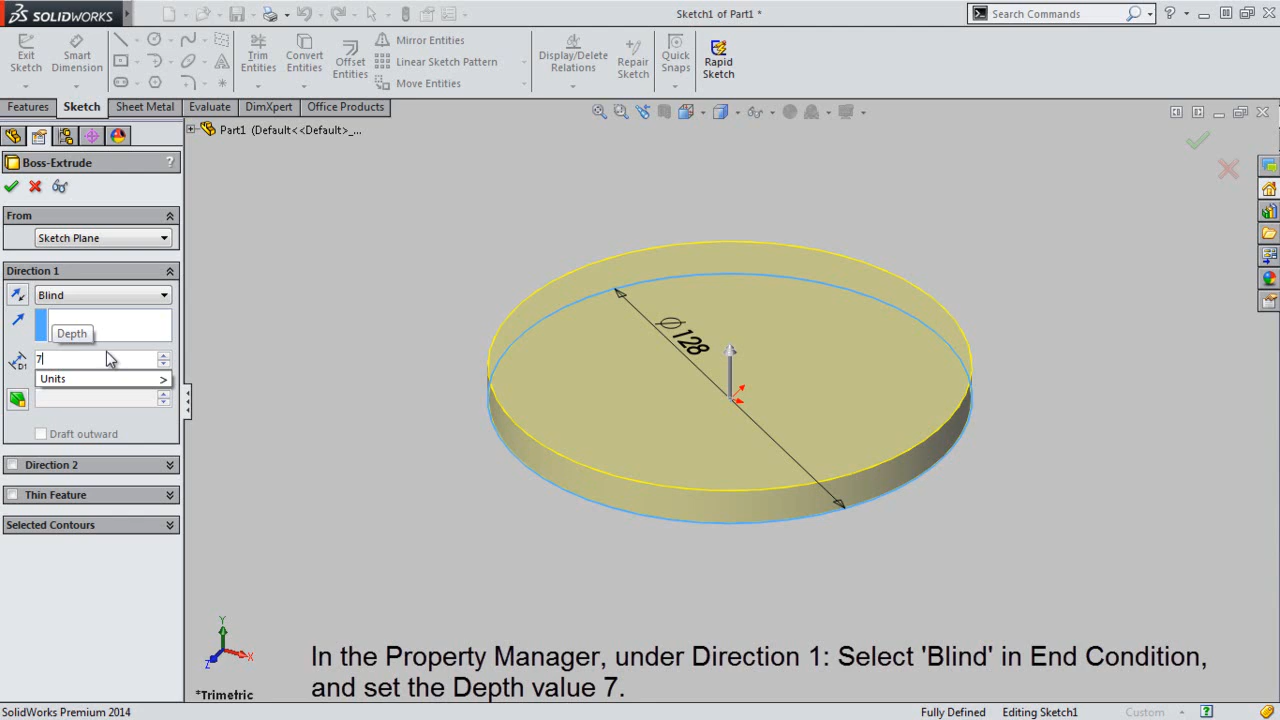 SOLIDWORKS
Sketch1 of Part1 *
Search Commands
Exit
Sketch
Smart
Dimension
Trim
Entities
Convert
Entities
Offset
Entities
Mirror Entities
Linear Sketch Pattern
Move Entities
Display/Delete
Relations
Repair
Sketch
Quick
Snaps
Rapid
Sketch
Features
Sketch
Sheet Metal
Evaluate
DimXpert
Office Products
Part1 (Default<<Default>_...
Boss-Extrude
?
From
Sketch Plane
Direction 1
Blind
Depth
D1
7
Units >
Draft outward
Direction 2
Thin Feature
Selected Contours
∅128
Y
Z
X
*Trimetric
In the Property Manager, under Direction 1: Select 'Blind' in End Condition,
and set the Depth value 7.
SolidWorks Premium 2014
Fully Defined
Editing Sketch1
Custom
?